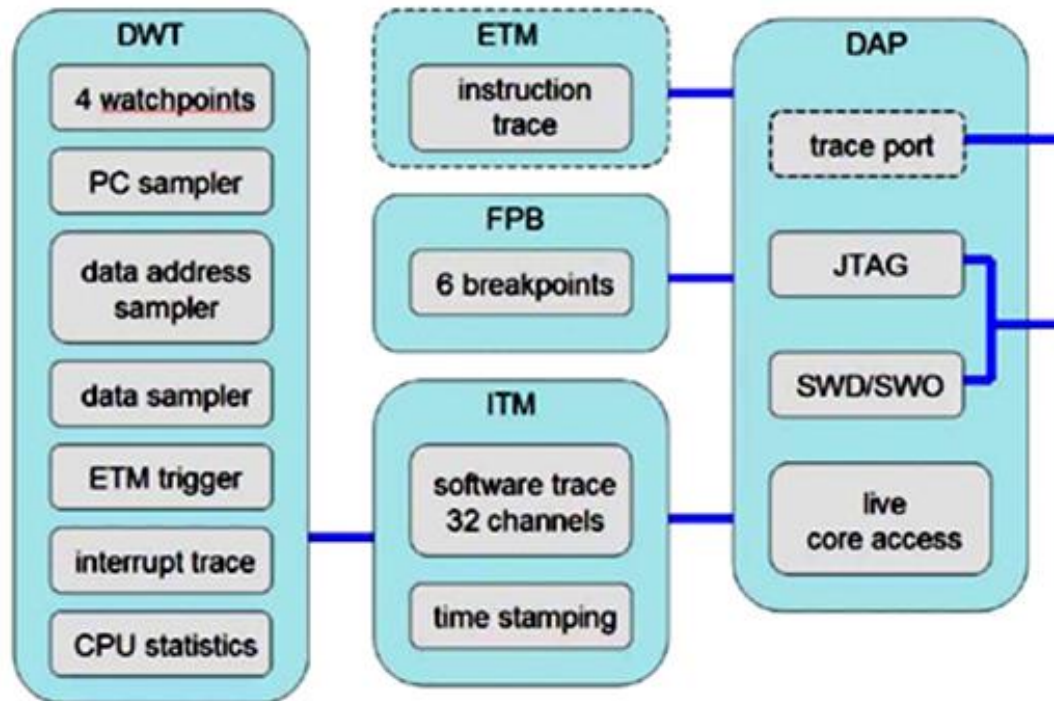 DWT
4 watchpoints
PC sampler
data address
sampler
data sampler
ETM trigger
interrupt trace
CPU statistics
ETM
instruction
trace
FPB
6 breakpoints
ITM
software trace
32 channels
time stamping
DAP
trace port
JTAG
SWD/SWO
live
core access